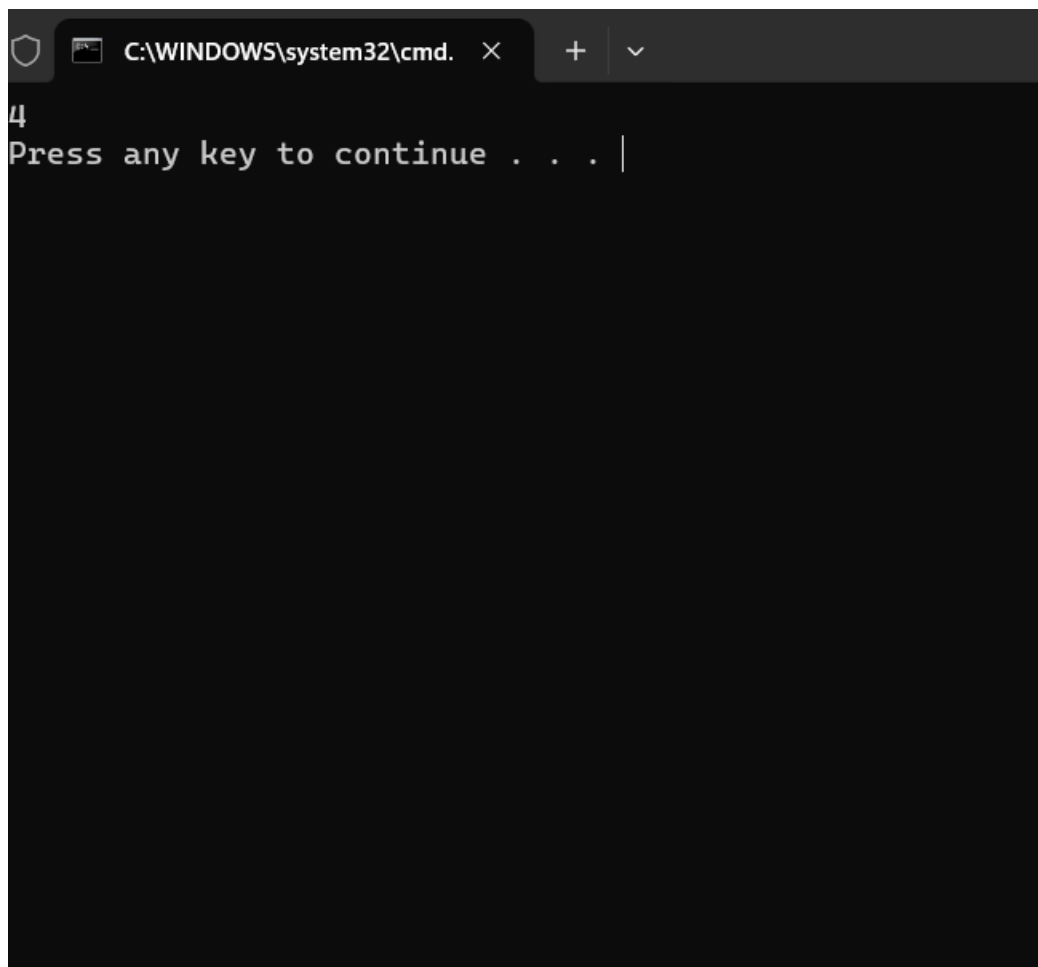 C:\WINDOWS\system32\cmd.
4
Press any key to continue . . .